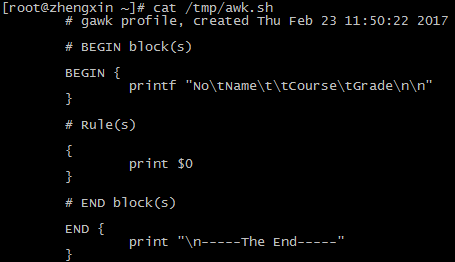 [root@zhengxin ~]# cat /tmp/awk.sh
# gawk profile, created Thu Feb 23 11:50:22 2017
# BEGIN block(s)
BEGIN {
printf "No\tName\t\tCourse\tGrade\n\n"
}
# Rule(s)
{
print $0
}
# END block(s)
END {
print "\n-----The End-----"
}